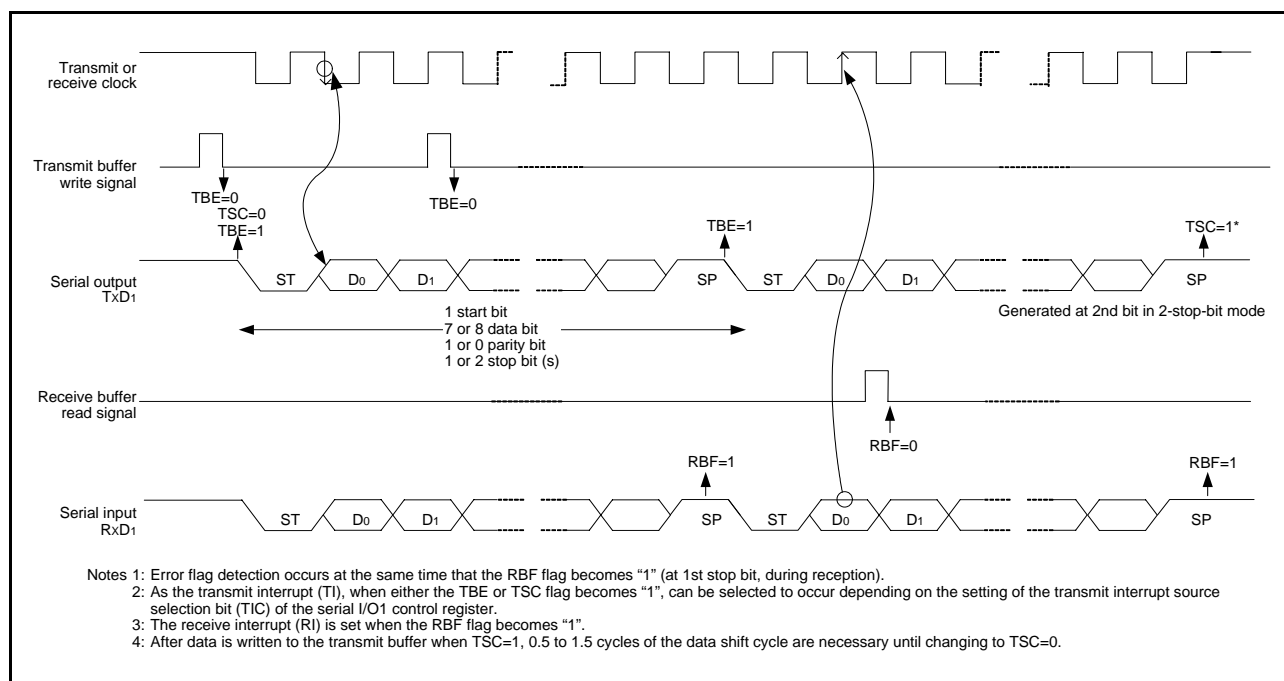 Transmit or
receive clock
Transmit buffer
write signal
TBE=0
TSC=0
TBE=1
TBE=0
TBE=1
TSC=1*
Serial output
TXD1
ST
D0
D1
SP
ST
D0
D1
SP
1 start bit
7 or 8 data bit
1 or 0 parity bit
1 or 2 stop bit (s)
Generated at 2nd bit in 2-stop-bit mode
Receive buffer
read signal
RBF=0
RBF=1
RBF=1
Serial input
RXD1
ST
D0
D1
SP
ST
D0
D1
SP
Notes 1: Error flag detection occurs at the same time that the RBF flag becomes “1” (at 1st stop bit, during reception).
2: As the transmit interrupt (TI), when either the TBE or TSC flag becomes “1”, can be selected to occur depending on the setting of the transmit interrupt source
selection bit (TIC) of the serial I/O1 control register.
3: The receive interrupt (RI) is set when the RBF flag becomes “1”.
4: After data is written to the transmit buffer when TSC=1, 0.5 to 1.5 cycles of the data shift cycle are necessary until changing to TSC=0.